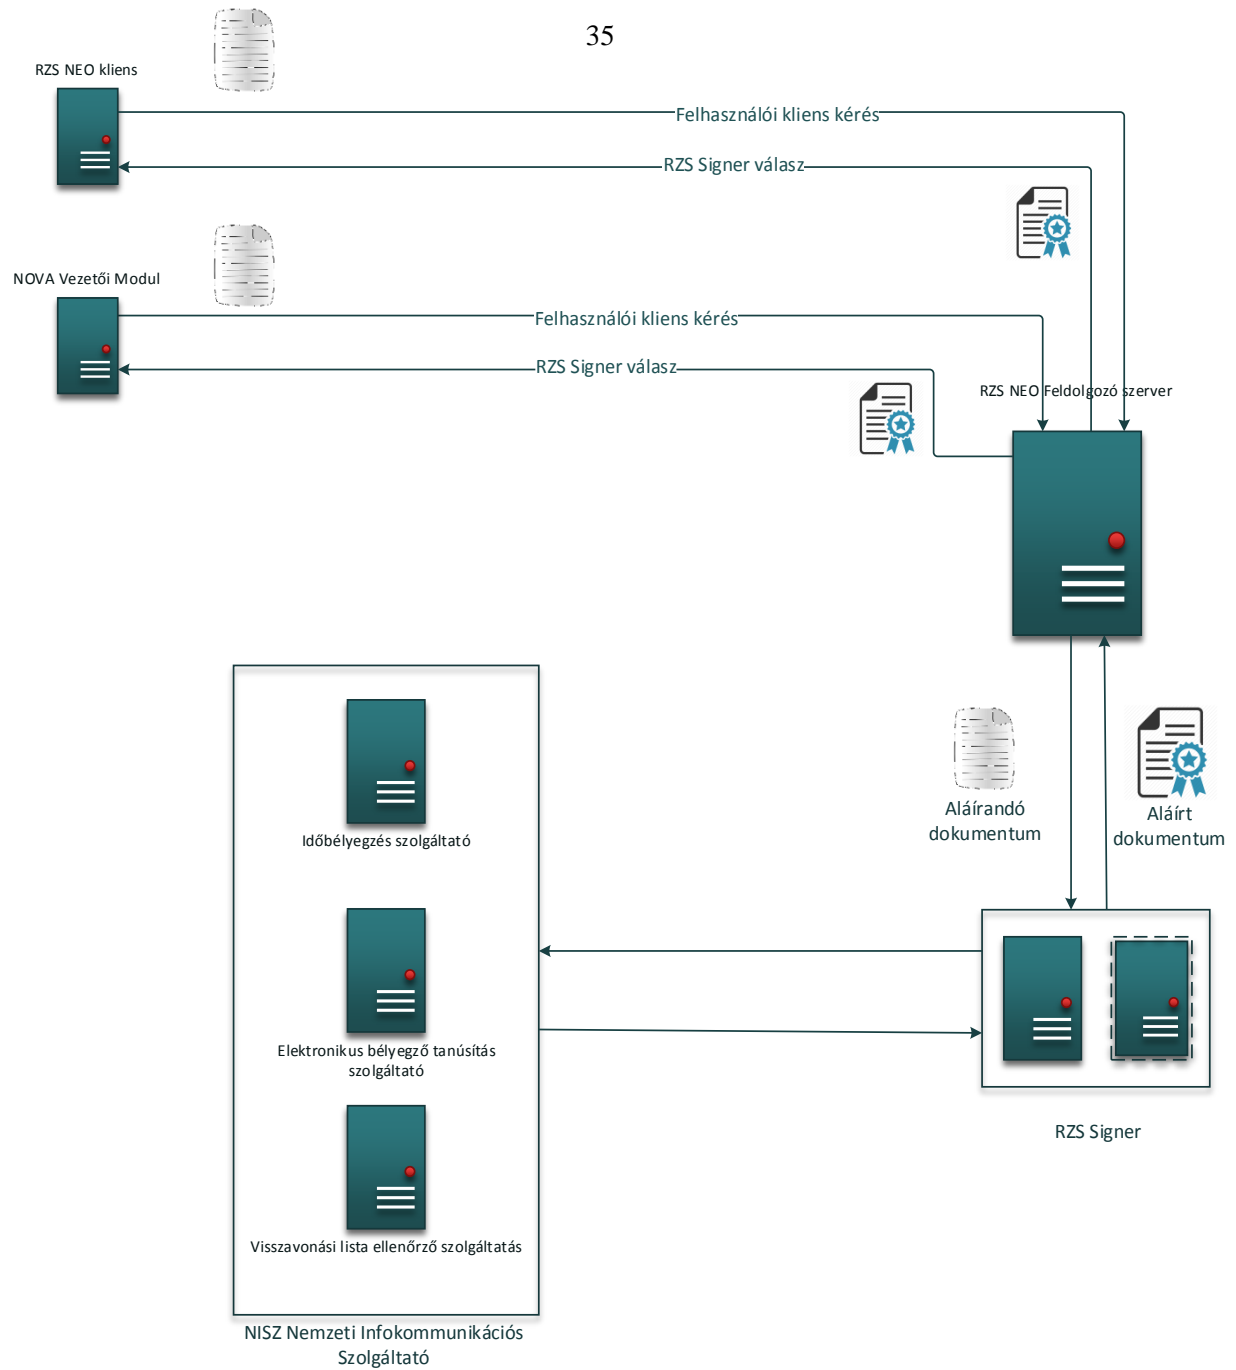 35
RZS NEO kliens
Felhasználói kliens kérés
RZS Signer válasz
NOVA Vezetői Modul
Felhasználói kliens kérés
RZS Signer válasz
RZS NEO Feldolgozó szerver
Időbélyegzés szolgáltató
Aláírandó
dokumentum
Aláírt
dokumentum
Elektronikus bélyegző tanúsítás
szolgáltató
RZS Signer
Visszavonási lista ellenőrző szolgáltatás
NISZ Nemzeti Infokommunikációs
Szolgáltató